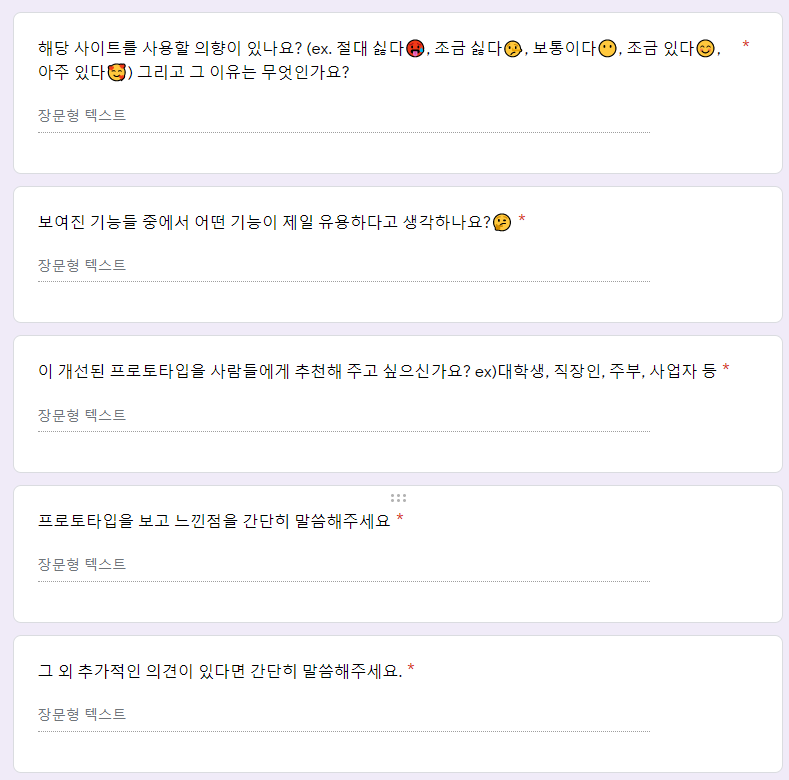 해당 사이트를 사용할 의향이 있나요? (ex. 절대 싫다🥵, 조금 싫다😥, 보통이다😶, 조금 있다😊, *
아주 있다🥰) 그리고 그 이유는 무엇인가요?
장문형 텍스트
보여진 기능들 중에서 어떤 기능이 제일 유용하다고 생각하나요?🤔 *
장문형 텍스트
이 개선된 프로토타입을 사람들에게 추천해 주고 싶으신가요? ex)대학생, 직장인, 주부, 사업자 등 *
장문형 텍스트
프로토타입을 보고 느낀점을 간단히 말씀해주세요 *
장문형 텍스트
그 외 추가적인 의견이 있다면 간단히 말씀해주세요. *
장문형 텍스트